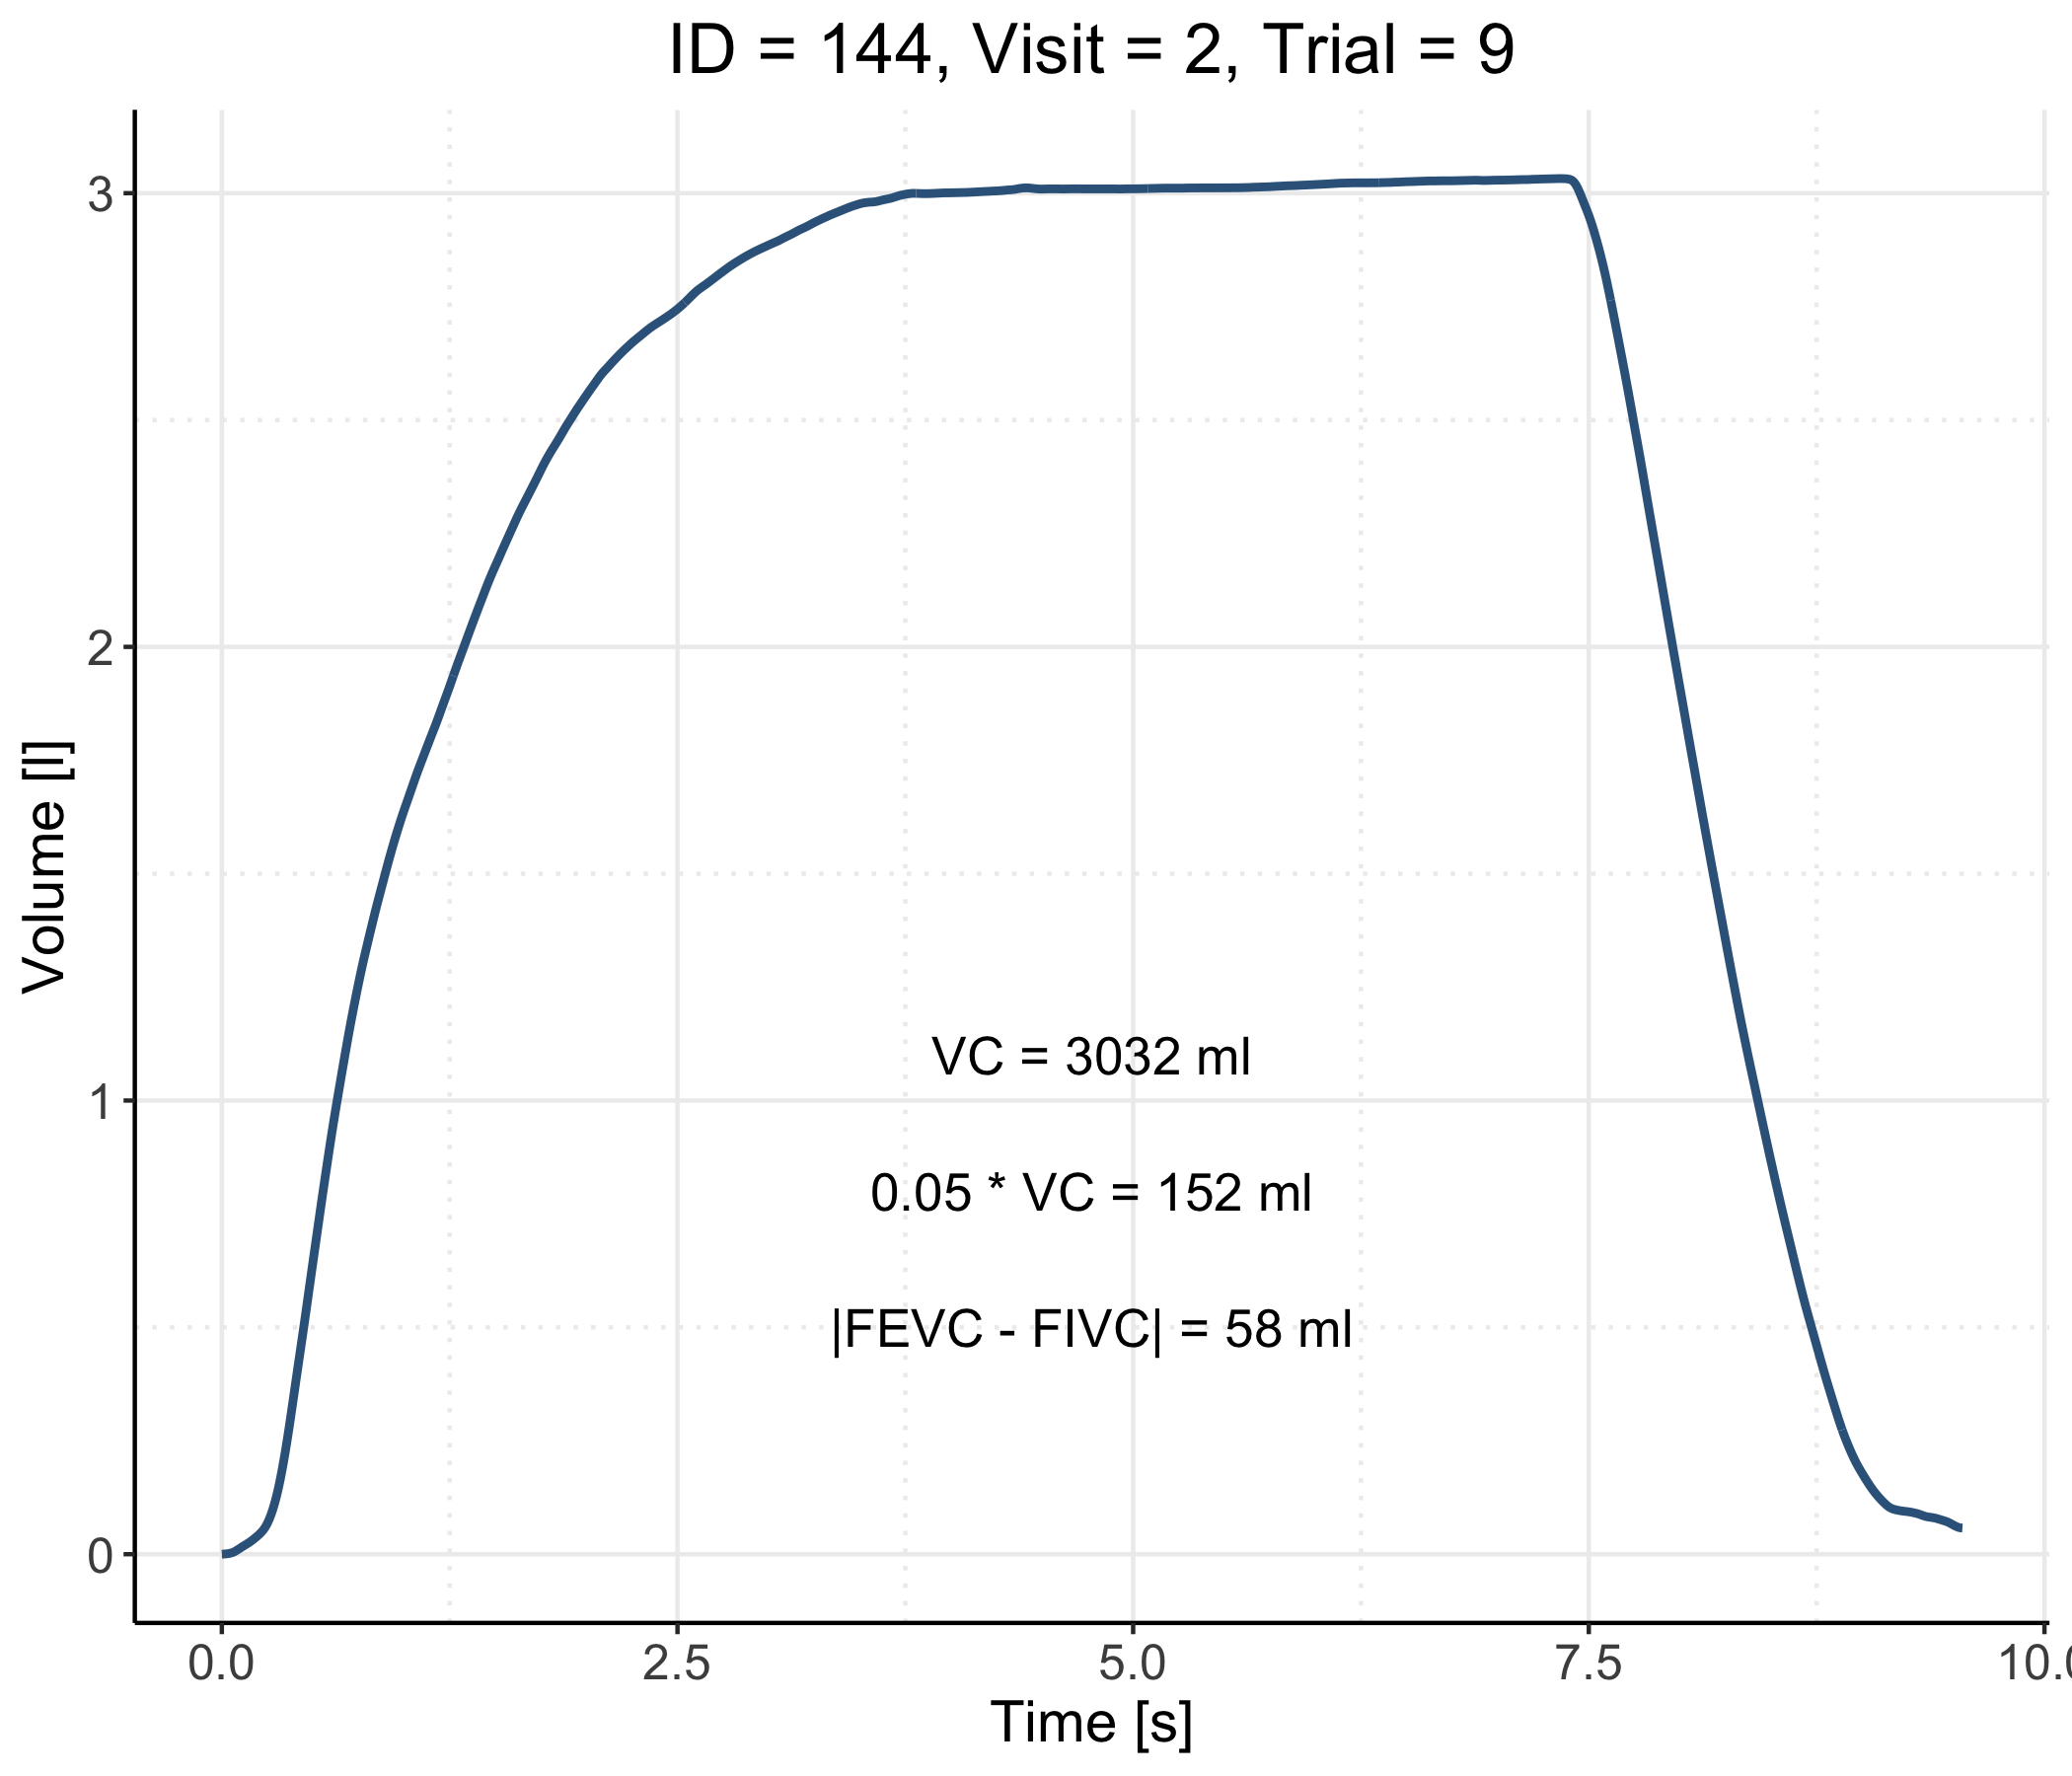 ID = 144, Visit = 2, Trial = 9
3
2
1
0
Volume [l]
VC = 3032 ml
0.05 * VC = 152 ml
|FEVC - FIVC| = 58 ml
0.0 2.5 5.0 7.5 10.0
Time [s]